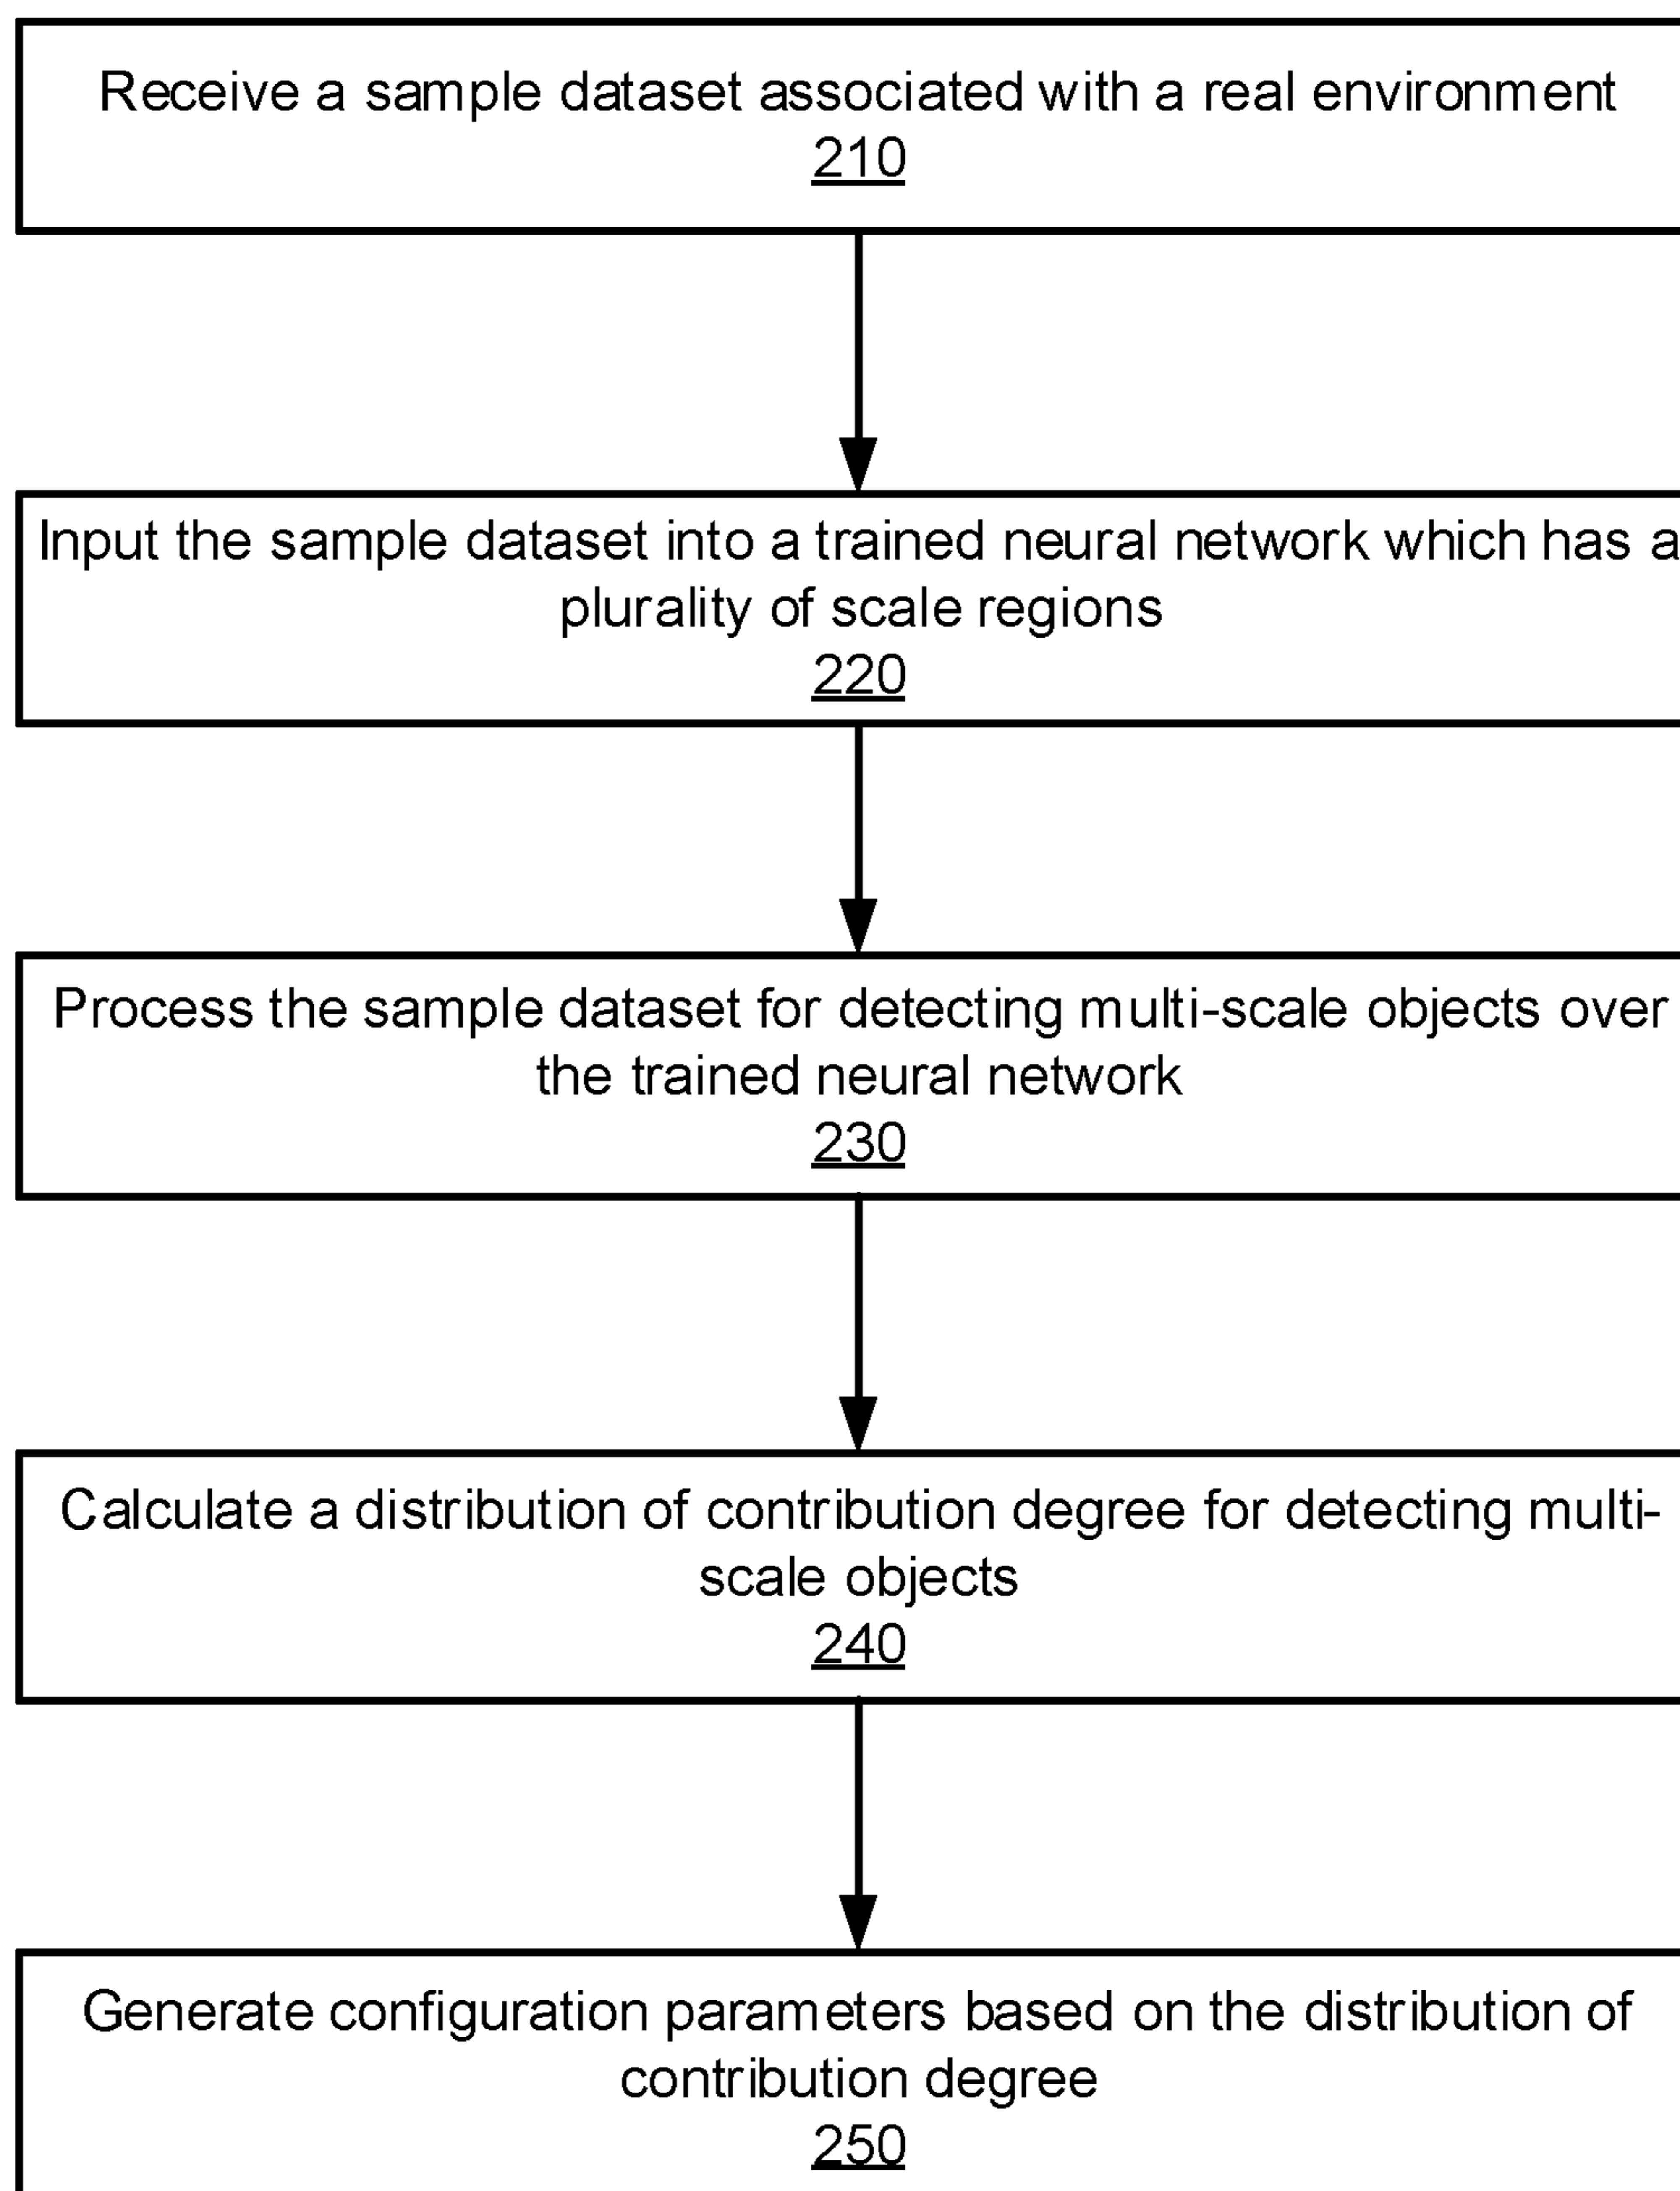 Receive a sample dataset associated with a real environment
210
Input the sample dataset into a trained neural network which has a
plurality of scale regions
220
Process the sample dataset for detecting multi-scale objects over
the trained neural network
230
Calculate a distribution of contribution degree for detecting multi-
scale objects
240
Generate configuration parameters based on the distribution of
contribution degree
250